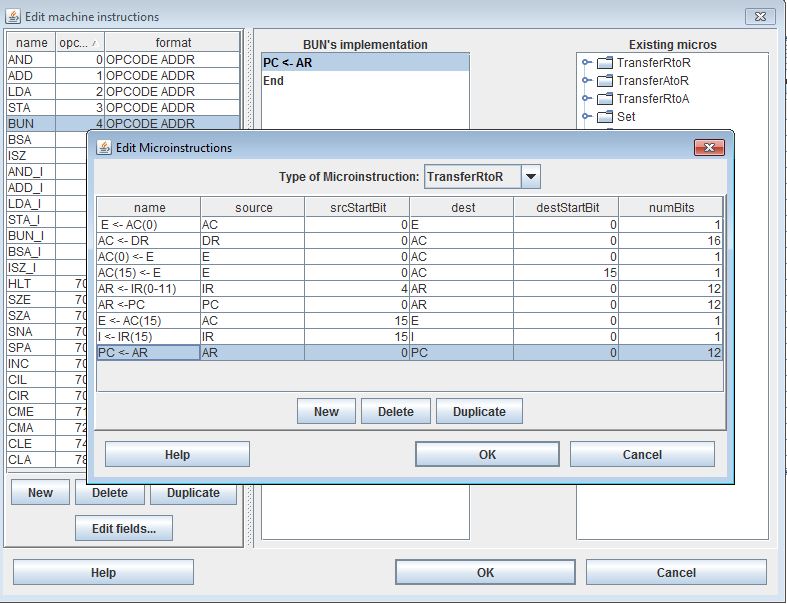 Edit machine instructions
name opc... format
AND 0 OPCODE ADDR
ADD 1 OPCODE ADDR
LDA 2 OPCODE ADDR
STA 3 OPCODE ADDR
BUN 4 OPCODE ADDR
BSA
ISZ
AND_I
ADD_I
LDA_I
STA_I
BUN_I
BSA_I
ISZ_I
HLT 70
SZE 70
SZA 70
SNA 70
SPA 70
INC 70
CIL 70
CIR 70
CME 71
CMA 72
CLE 74
CLA 78
New Delete Duplicate
Edit fields...
BUN's implementation
PC <- AR
End
Existing micros
TransferRtoR
TransferAtoR
TransferRtoA
Set
Edit Microinstructions
Type of Microinstruction: TransferRtoR
name source srcStartBit dest destStartBit numBits
E <- AC(0) AC 0 E 0 1
AC <- DR DR 0 AC 0 16
AC(0) <- E E 0 AC 0 1
AC(15) <- E E 0 AC 15 1
AR <- IR(0-11) IR 4 AR 0 12
AR <-PC PC 0 AR 0 12
E <- AC(15) AC 15 E 0 1
I <- IR(15) IR 15 I 0 1
PC <- AR AR 0 PC 0 12
New Delete Duplicate
Help OK Cancel
Help OK Cancel